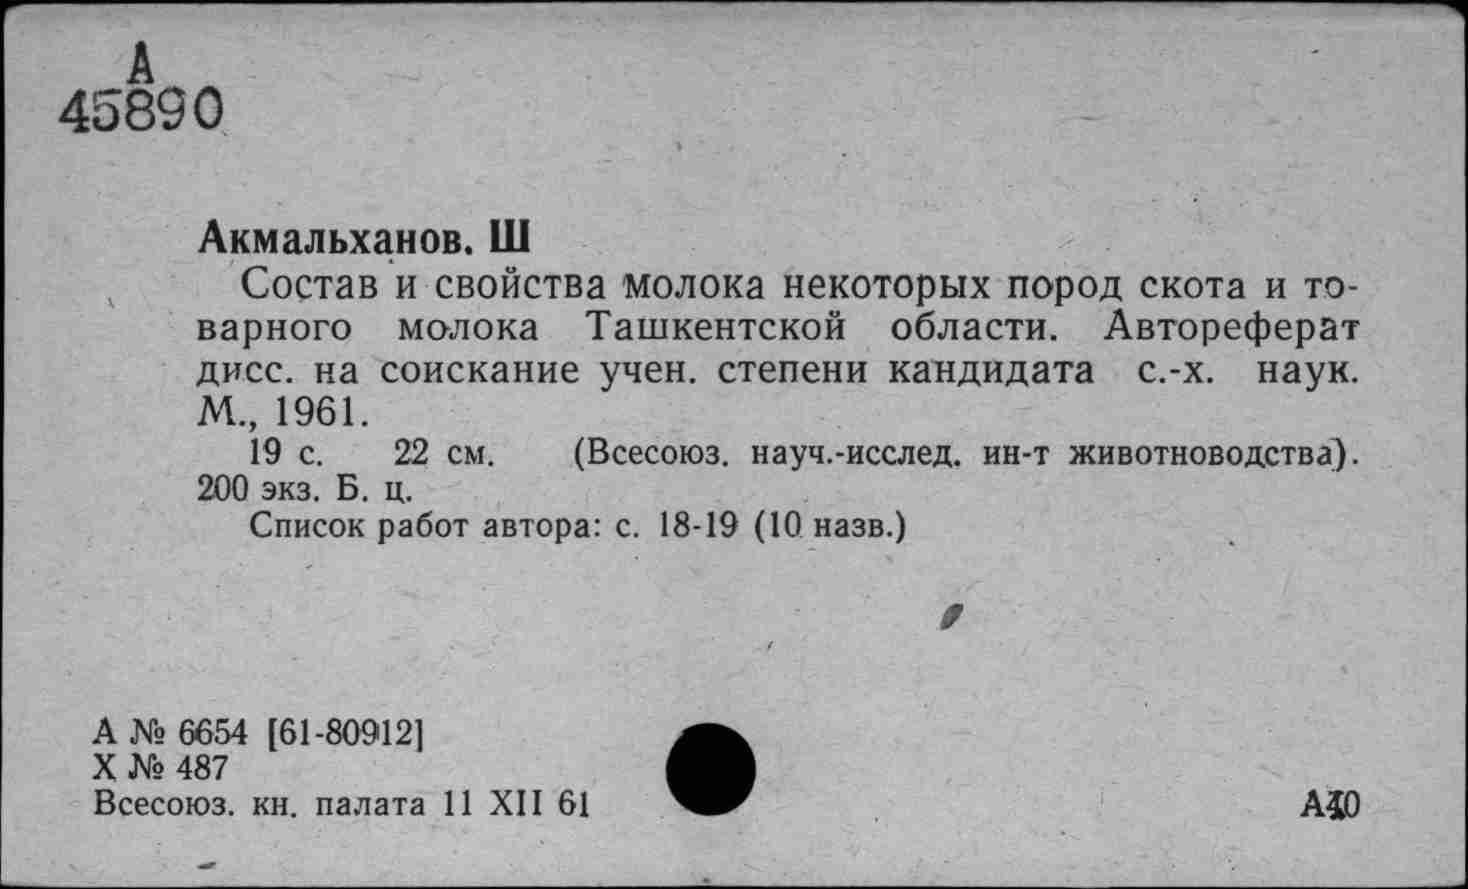 А
45890
Акмальханов. Ш
Состав и свойства молока некоторых пород скота и то-
варного молока Ташкентской области. Автореферат
дисс. на соискание учен. степени кандидата с.-х. наук.
М., 1961.
19 с. 22 см. (Всесоюз. науч.-исслед. ин-т животноводства).
200 экз. Б. ц.
Список работ автора: с. 18-19 (10 назв.)
А № 6654 [61-80912]
Х № 487
Всесоюз. кн. палата 11 XII 61